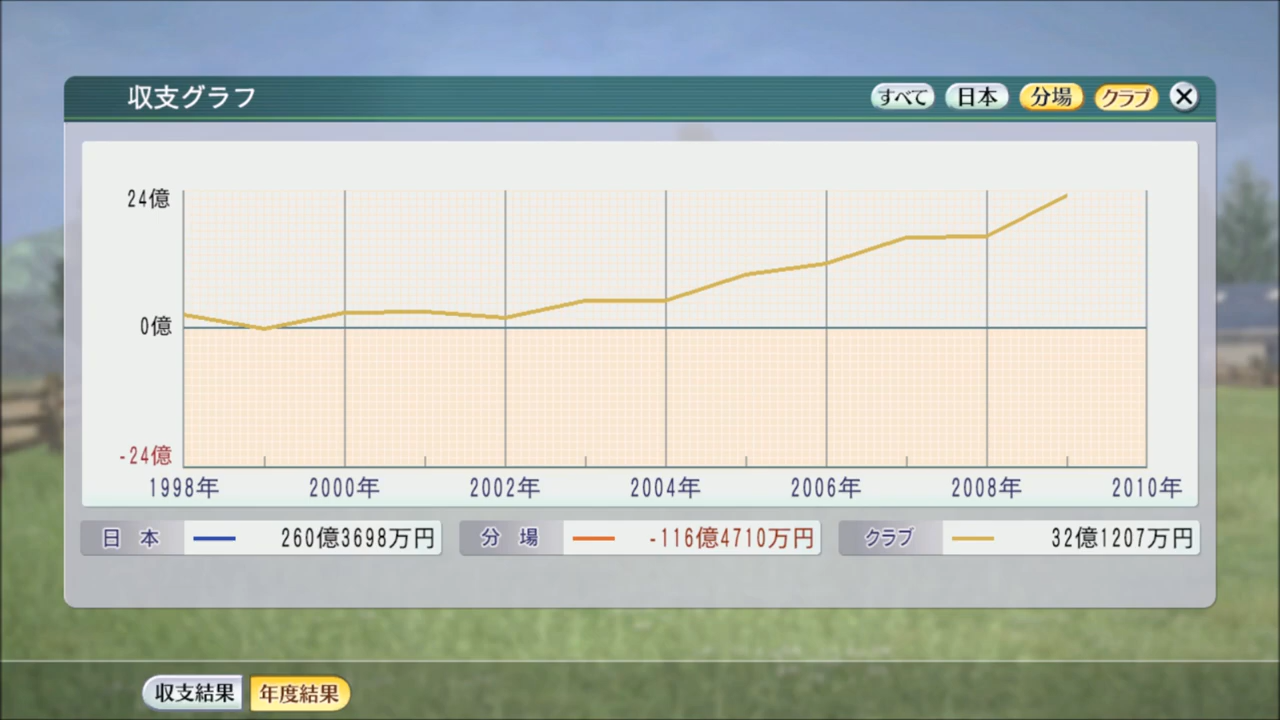 収支グラフ
すべて 日本 分場 クラブ
24億
0億
-24億
1998年 2000年 2002年 2004年 2006年 2008年 2010年
日本 260億3698万円 分場 -116億4710万円 クラブ 32億1207万円
収支結果 年度結果